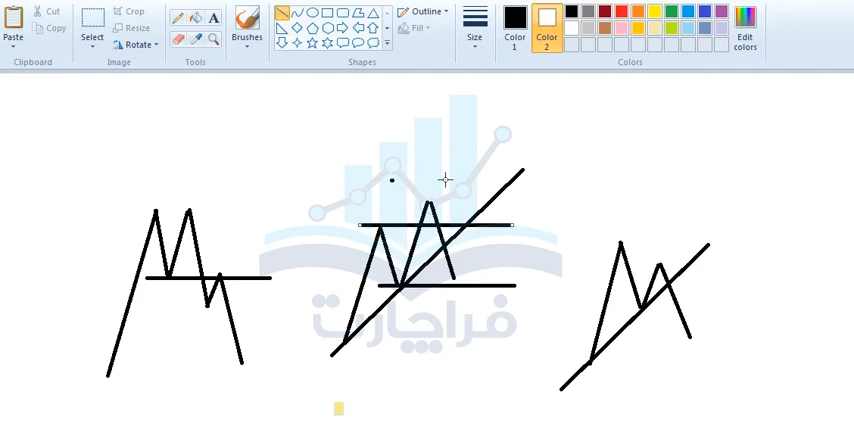 Paste
Cut
Copy
Clipboard
Select
Crop
Resize
Rotate
Image
A
Tools
Brushes
Shapes
Outline
Fill
Size
Color 1
Color 2
Edit colors
Colors
فراچارت